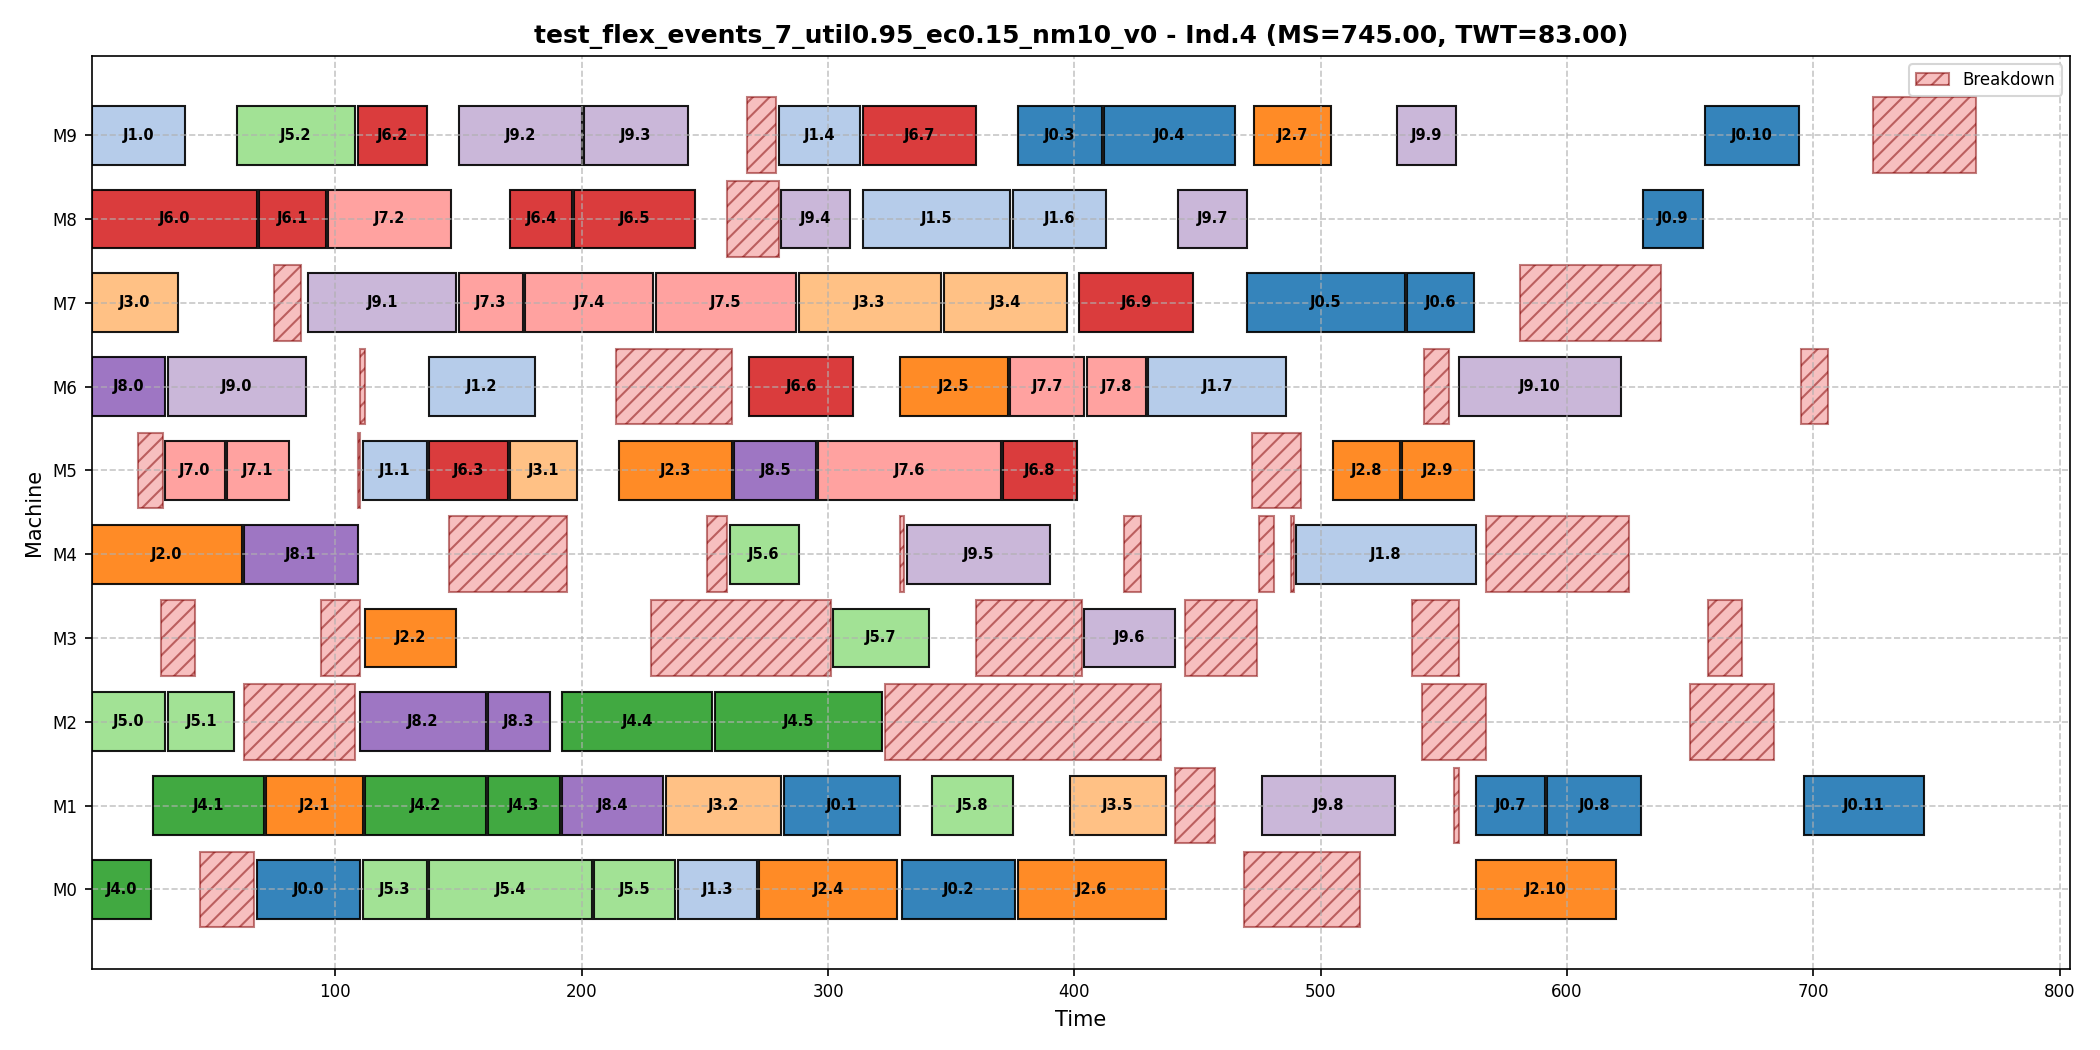 test_flex_events_7_util0.95_ec0.15_nm10_v0 - Ind.4 (MS=745.00, TWT=83.00)
Breakdown
M9 J1.0 J5.2 J6.2 J9.2 J9.3 J1.4 J6.7 J0.3 J0.4 J2.7 J9.9 J0.10
M8 J6.0 J6.1 J7.2 J6.4 J6.5 J9.4 J1.5 J1.6 J9.7 J0.9
M7 J3.0 J9.1 J7.3 J7.4 J7.5 J3.3 J3.4 J6.9 J0.5 J0.6
M6 J8.0 J9.0 J1.2 J6.6 J2.5 J7.7 J7.8 J1.7 J9.10
M5 J7.0 J7.1 J1.1 J6.3 J3.1 J2.3 J8.5 J7.6 J6.8 J2.8 J2.9
M4 J2.0 J8.1 J5.6 J9.5 J1.8
M3 J2.2 J5.7 J9.6
M2 J5.0 J5.1 J8.2 J8.3 J4.4 J4.5
M1 J4.1 J2.1 J4.2 J4.3 J8.4 J3.2 J0.1 J5.8 J3.5 J9.8 J0.7 J0.8 J0.11
M0 J4.0 J0.0 J5.3 J5.4 J5.5 J1.3 J2.4 J0.2 J2.6 J2.10
100 200 300 400 500 600 700 800
Time
Machine